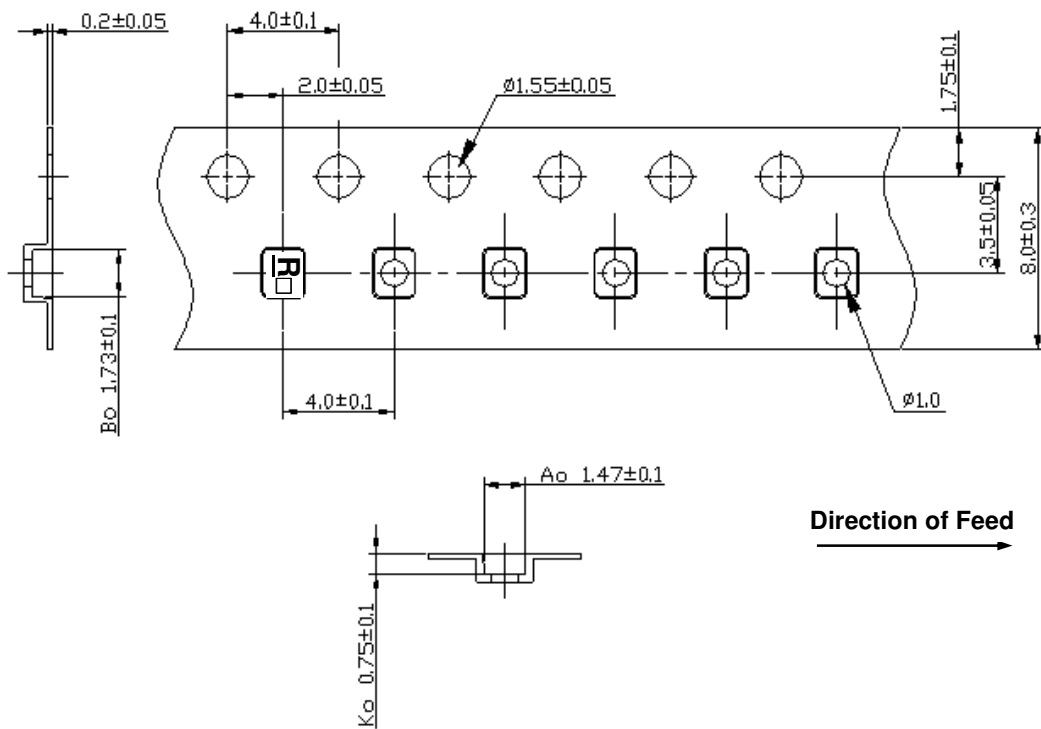 0.2±0.05
4.0±0.1
2.0±0.05
ø1.55±0.05
1.75±0.1
3.5±0.05
8.0±0.3
R□
Bo 1.73±0.1
4.0±0.1
ø1.0
Ao 1.47±0.1
Direction of Feed
Ko 0.75±0.1